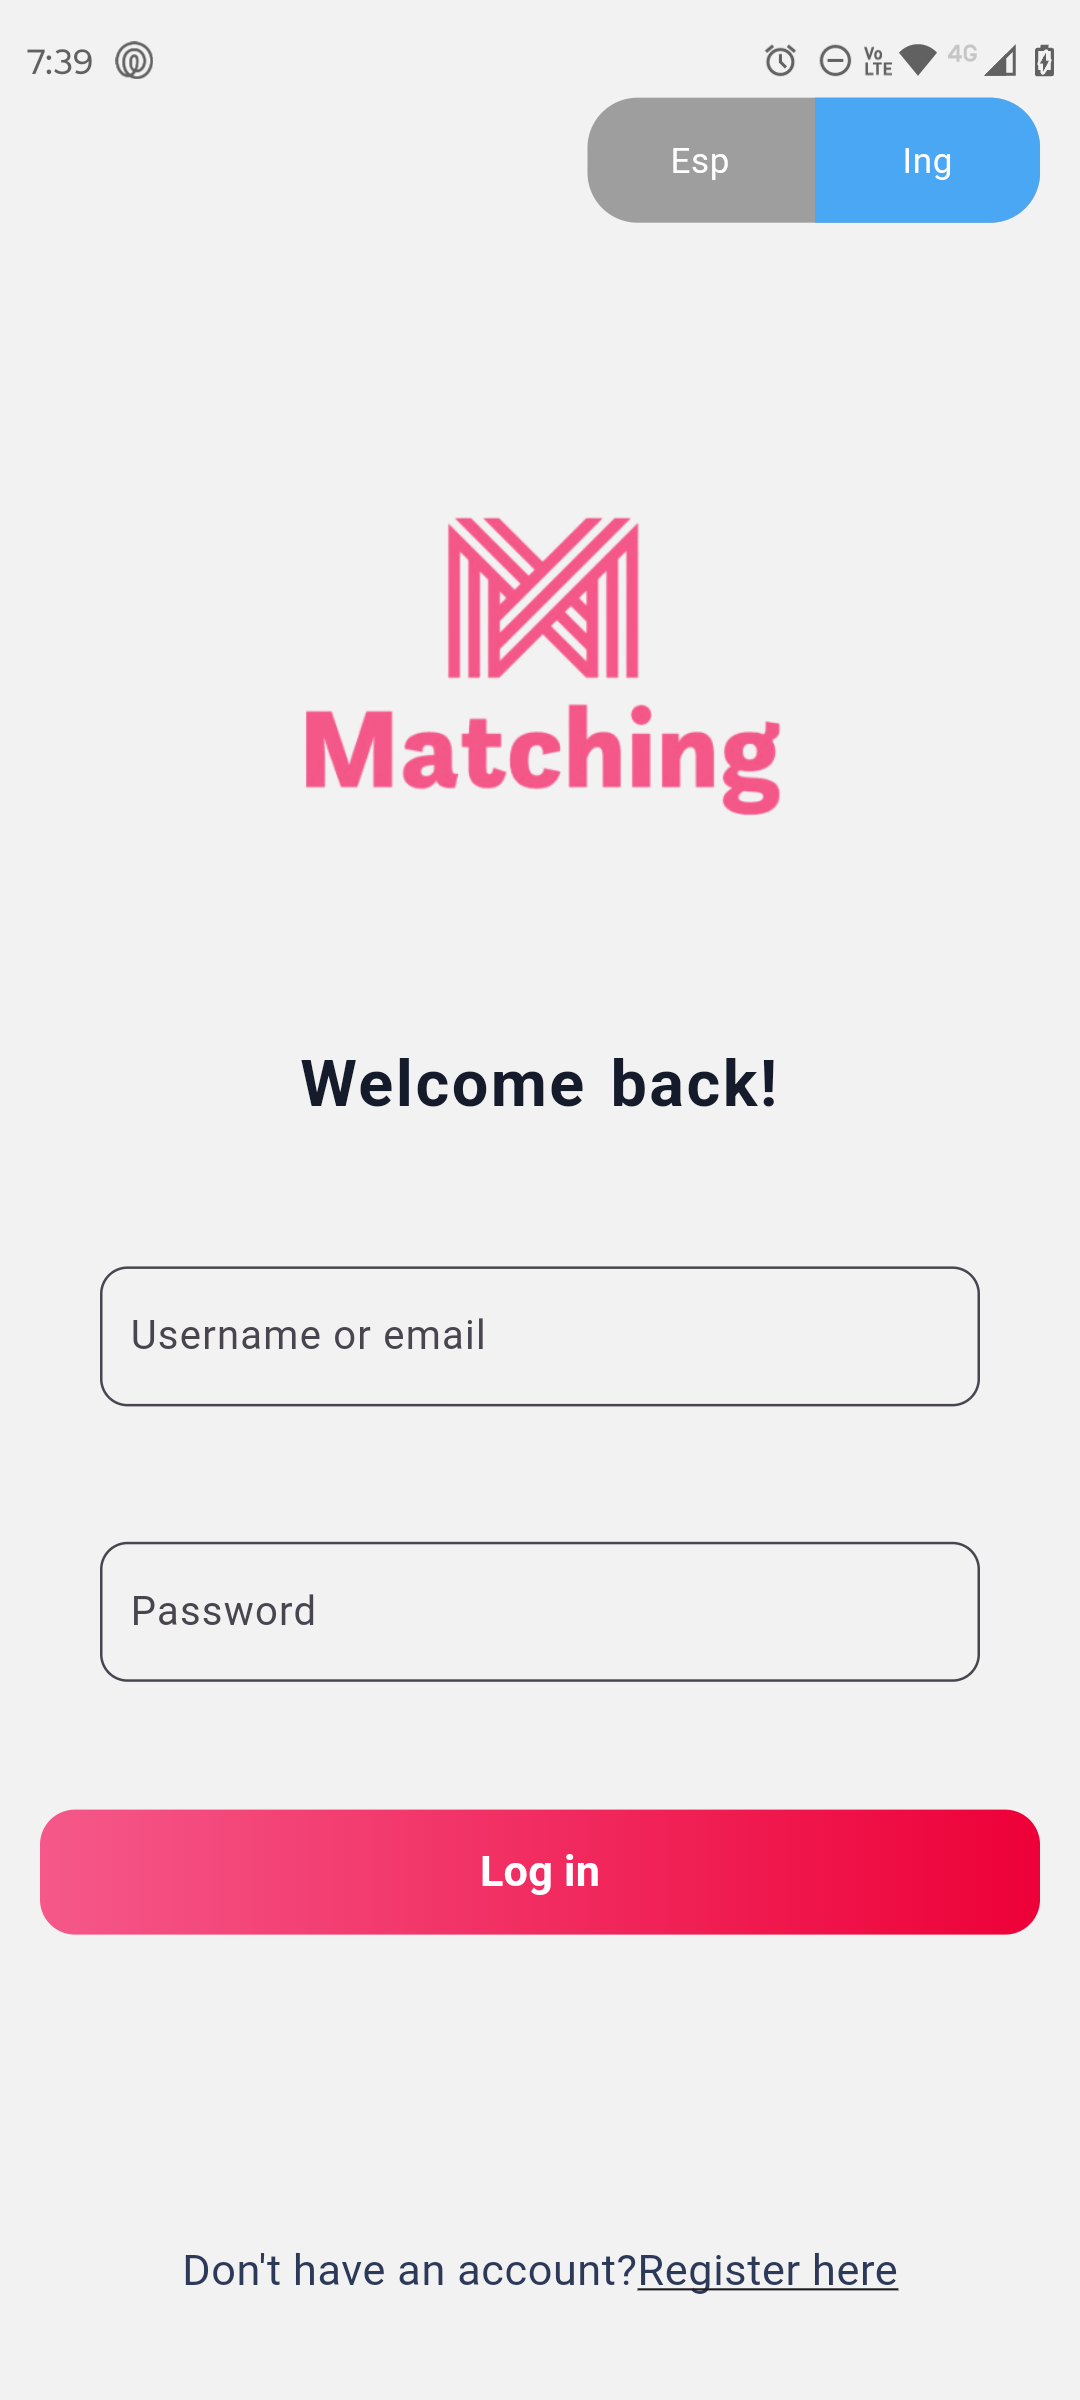 7:39
Vo LTE 4G
Esp Ing
Matching
Welcome back!
Username or email
Password
Log in
Don't have an account?Register here